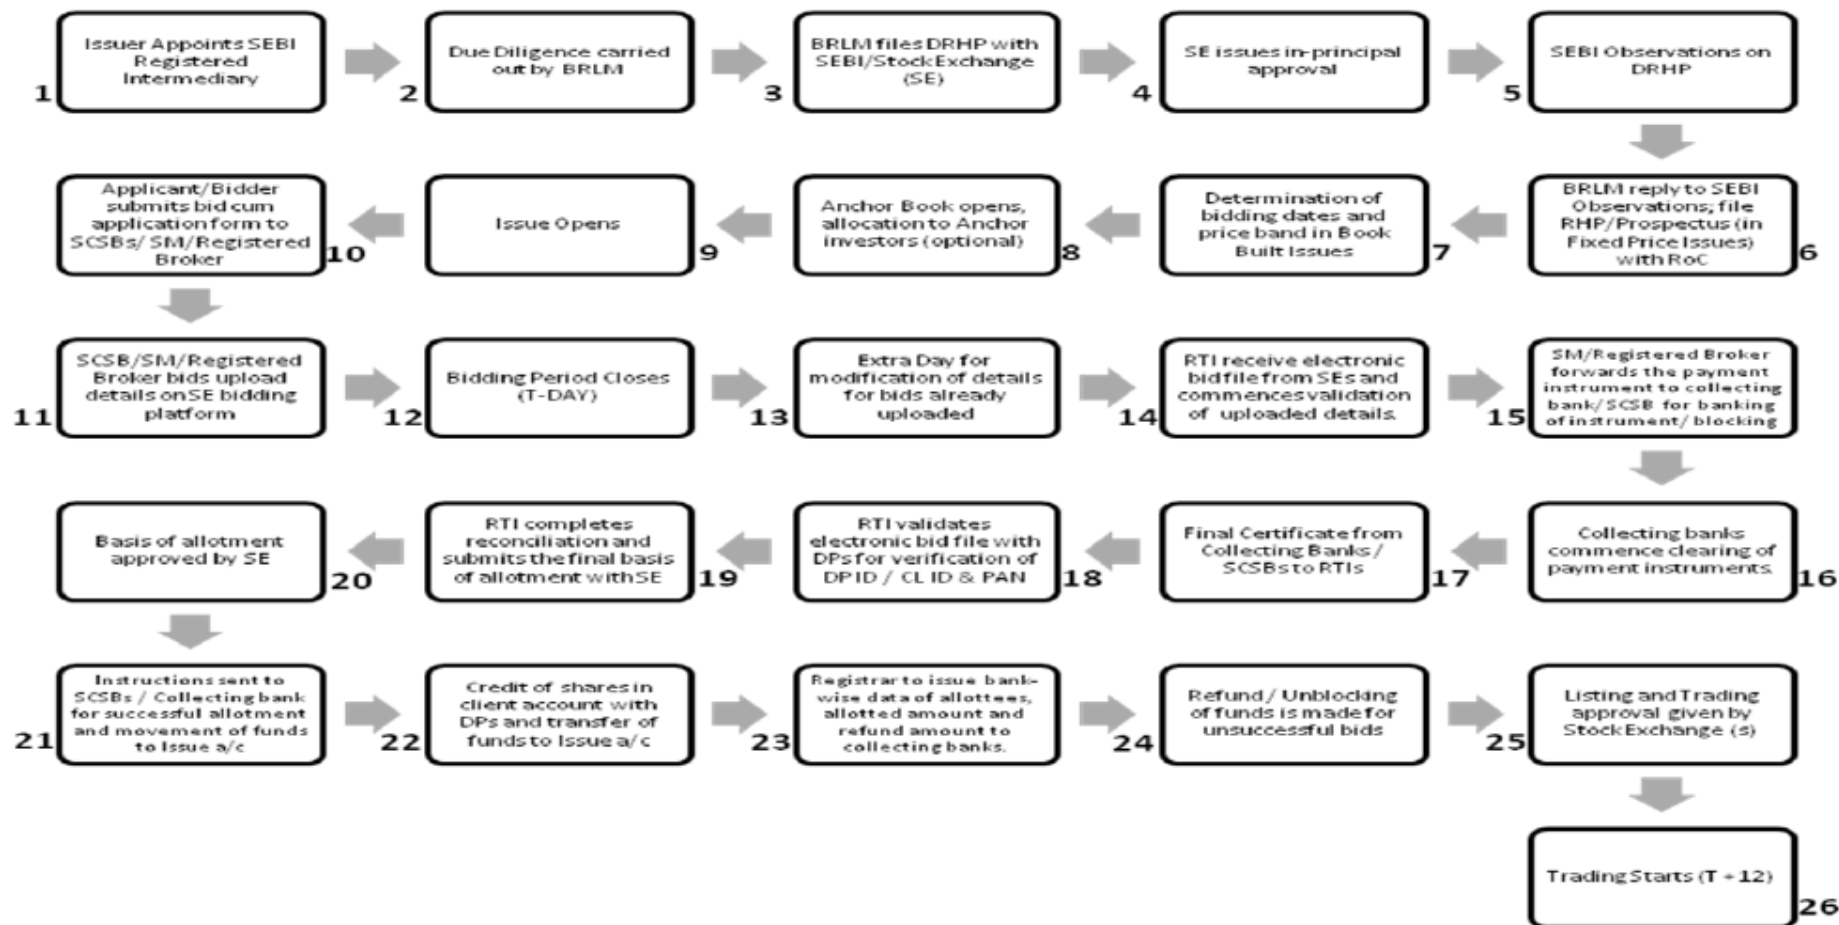 Issuer Appoints SEBI
Registered
Intermediary
1
Due Diligence carried
out by BRLM
2
BRLM files DRHP with
SEBI/Stock Exchange
(SE)
3
SE issues in-principal
approval
4
SEBI Observations on
DRHP
5
BRLM reply to SEBI
Observations; file
RHP/Prospectus (in
Fixed Price Issues)
with RoC
6
Determination of
bidding dates and
price band in Book
Built Issues
7
Anchor Book opens,
allocation to Anchor
investors (optional)
8
Issue Opens
9
Applicant/Bidder
submits bid cum
application form to
SCSBs/ SM/Registered
Broker
10
SCSB/SM/Registered
Broker bids upload
details on SE bidding
platform
11
Bidding Period Closes
(T-DAY)
12
Extra Day for
modification of details
for bids already
uploaded
13
RTI receive electronic
bid file from SEs and
commences validation
of uploaded details.
14
SM/Registered Broker
forwards the payment
instrument to collecting
bank/SCSB for banking
of instrument/ blocking
15
Collecting banks
commence clearing of
payment instruments.
16
Final Certificate from
Collecting Banks /
SCSBs to RTIs
17
RTI validates
electronic bid file with
DPs for verification of
DP ID / CL ID & PAN
18
RTI completes
reconciliation and
submits the final basis
of allotment with SE
19
Basis of allotment
approved by SE
20
Instructions sent to
SCSBs / Collecting bank
for successful allotment
and movement of funds
to Issue a/c
21
Credit of shares in
client account with
DPs and transfer of
funds to Issue a/c
22
Registrar to issue bank-
wise data of allottees,
allotted amount and
refund amount to
collecting banks.
23
Refund / Unblocking
of funds is made for
unsuccessful bids
24
Listing and Trading
approval given by
Stock Exchange (s)
25
Trading Starts (T + 12)
26